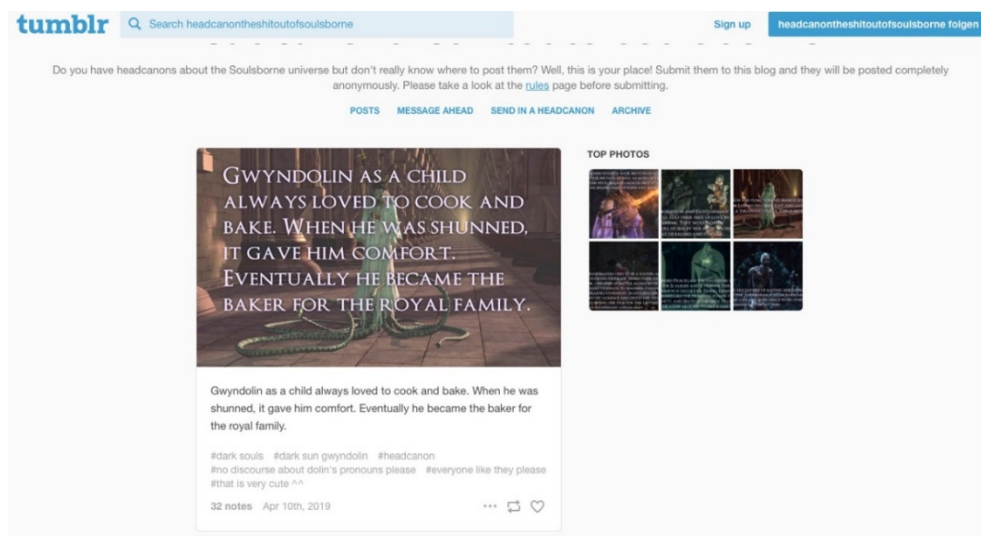 tumblr
Search headcanontheshitoutofsoulsborne
Sign up
headcanontheshitoutofsoulsborne folgen
Do you have headcanons about the Soulsborne universe but don't really know where to post them? Well, this is your place! Submit them to this blog and they will be posted completely
anonymously. Please take a look at the rules page before submitting.
POSTS MESSAGE AHEAD SEND IN A HEADCANON ARCHIVE
GWYNDOLIN AS A CHILD
ALWAYS LOVED TO COOK AND
BAKE. WHEN HE WAS SHUNNED,
IT GAVE HIM COMFORT.
EVENTUALLY HE BECAME THE
BAKER FOR THE ROYAL FAMILY.
Gwyndolin as a child always loved to cook and bake. When he was
shunned, it gave him comfort. Eventually he became the baker for
the royal family.
#dark souls #dark sun gwyndolin #headcanon
#no discourse about dolin's pronouns please #everyone like they please
#that is very cute ^^
32 notes Apr 10th, 2019
TOP PHOTOS